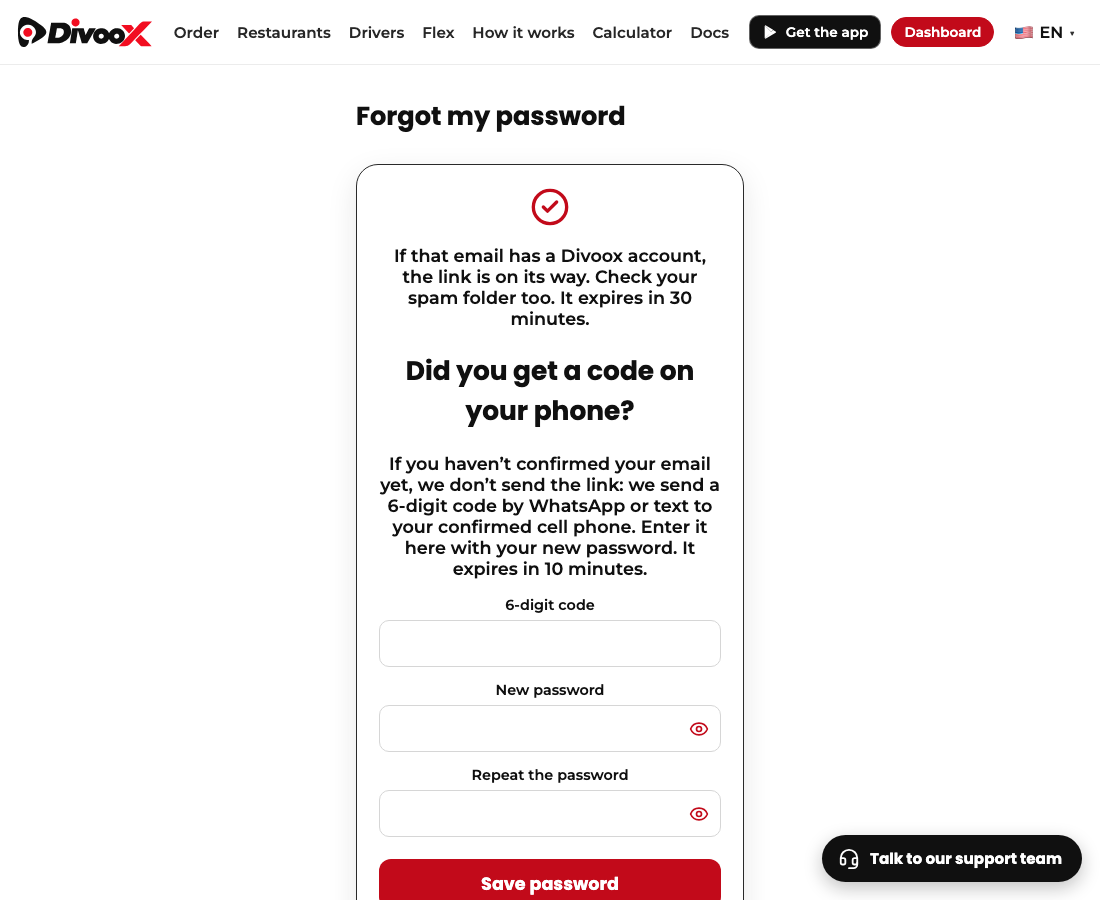 DivooX
Order Restaurants Drivers Flex How it works Calculator Docs Get the app Dashboard EN
Forgot my password
If that email has a Divoox account,
the link is on its way. Check your
spam folder too. It expires in 30
minutes.
Did you get a code on
your phone?
If you haven’t confirmed your email
yet, we don’t send the link: we send a
6-digit code by WhatsApp or text to
your confirmed cell phone. Enter it
here with your new password. It
expires in 10 minutes.
6-digit code
New password
Repeat the password
Save password
Talk to our support team